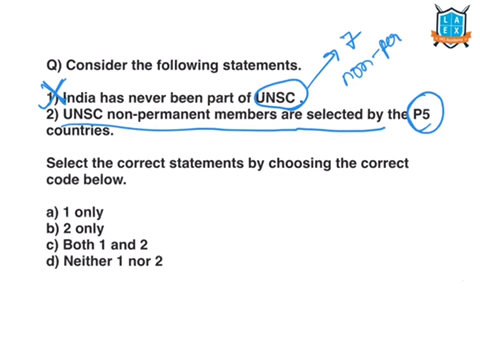 L A
E X
7
non-per
Q) Consider the following statements.
1) India has never been part of UNSC.
2) UNSC non-permanent members are selected by the P5
countries.
Select the correct statements by choosing the correct
code below.
a) 1 only
b) 2 only
c) Both 1 and 2
d) Neither 1 nor 2